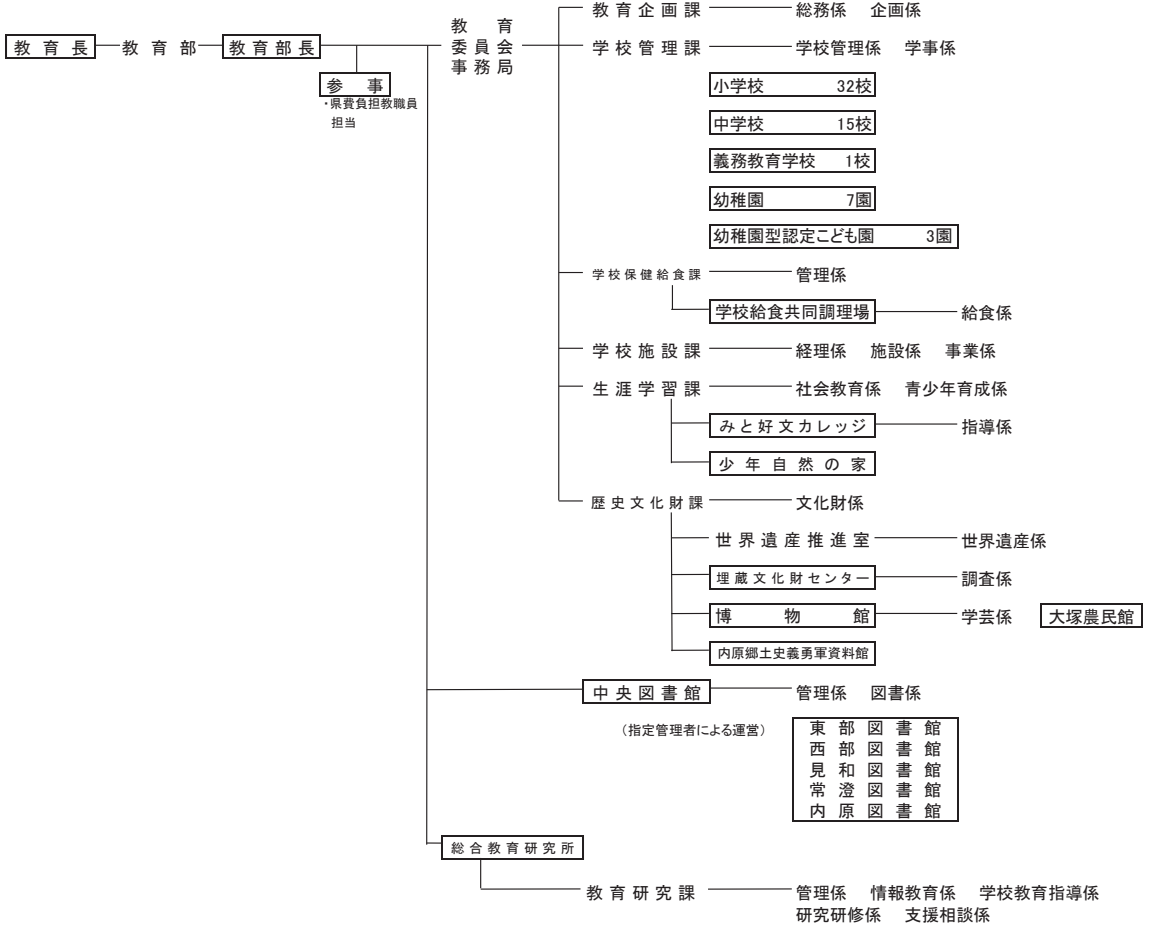 教育企画課 総務係 企画係
教育長 教育部 教育部長 教育委員会事務局 学校管理課 学校管理係 学事係
参事
・県費負担教職員
担当
小学校 32校
中学校 15校
義務教育学校 1校
幼稚園 7園
幼稚園型認定こども園 3園
学校保健給食課 管理係
学校給食共同調理場 給食係
学校施設課 経理係 施設係 事業係
生涯学習課 社会教育係 青少年育成係
みと好文カレッジ 指導係
少年自然の家
歴史文化財課 文化財係
世界遺産推進室 世界遺産係
埋蔵文化財センター 調査係
博物館 学芸係 大塚農民館
内原郷土史義勇軍資料館
中央図書館 管理係 図書係
（指定管理者による運営） 東部図書館
西部図書館
見和図書館
常澄図書館
内原図書館
総合教育研究所
教育研究課 管理係 情報教育係 学校教育指導係
研究研修係 支援相談係